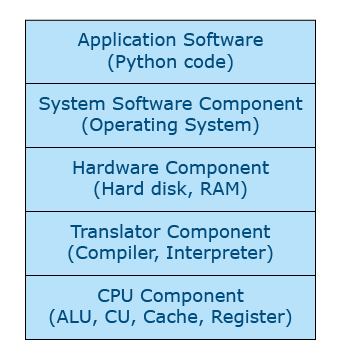 Application Software
(Python code)
System Software Component
(Operating System)
Hardware Component
(Hard disk, RAM)
Translator Component
(Compiler, Interpreter)
CPU Component
(ALU, CU, Cache, Register)